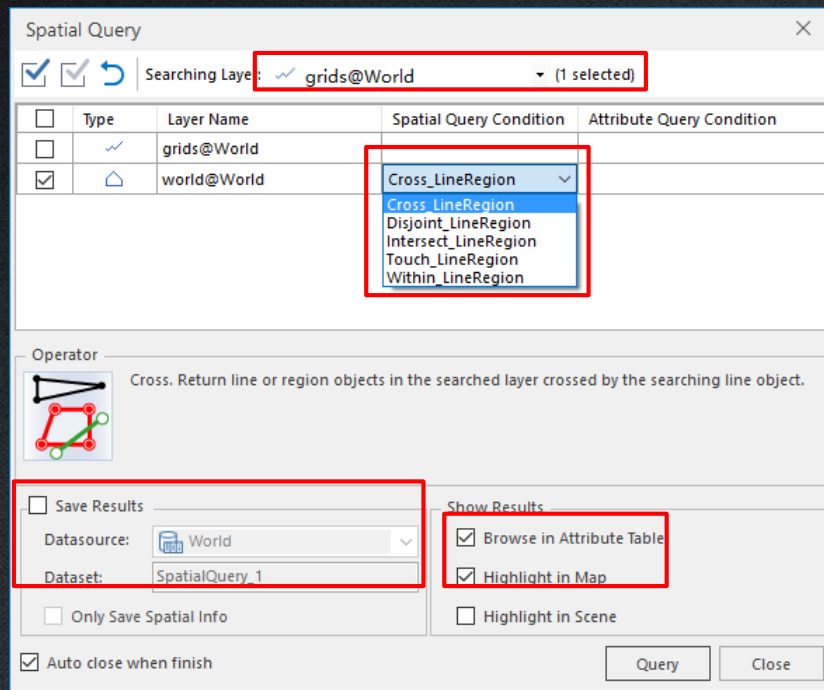 Spatial Query
Searching Layer: grids@World (1 selected)
Type Layer Name Spatial Query Condition Attribute Query Condition
grids@World
world@World Cross_LineRegion
Cross_LineRegion
Disjoint_LineRegion
Intersect_LineRegion
Touch_LineRegion
Within_LineRegion
Operator
Cross. Return line or region objects in the searched layer crossed by the searching line object.
Save Results
Datasource: World
Dataset: SpatialQuery_1
Only Save Spatial Info
Show Results
Browse in Attribute Table
Highlight in Map
Highlight in Scene
Auto close when finish
Query Close